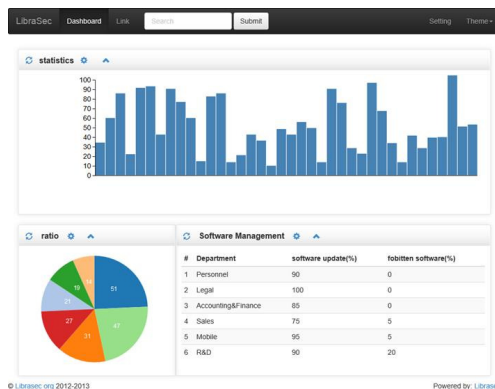 LibraSec Dashboard Link Search Submit Setting Theme
statistics
100
90
80
70
60
50
40
30
20
10
0
ratio
51
47
31
27
21
19
14
Software Management
# Department software update(%) fobitten software(%)
1 Personnel 90 0
2 Legal 100 0
3 Accounting&Finance 85 0
4 Sales 75 5
5 Mobile 95 5
6 R&D 90 20
© Librasec org 2012-2013 Powered by: Libras